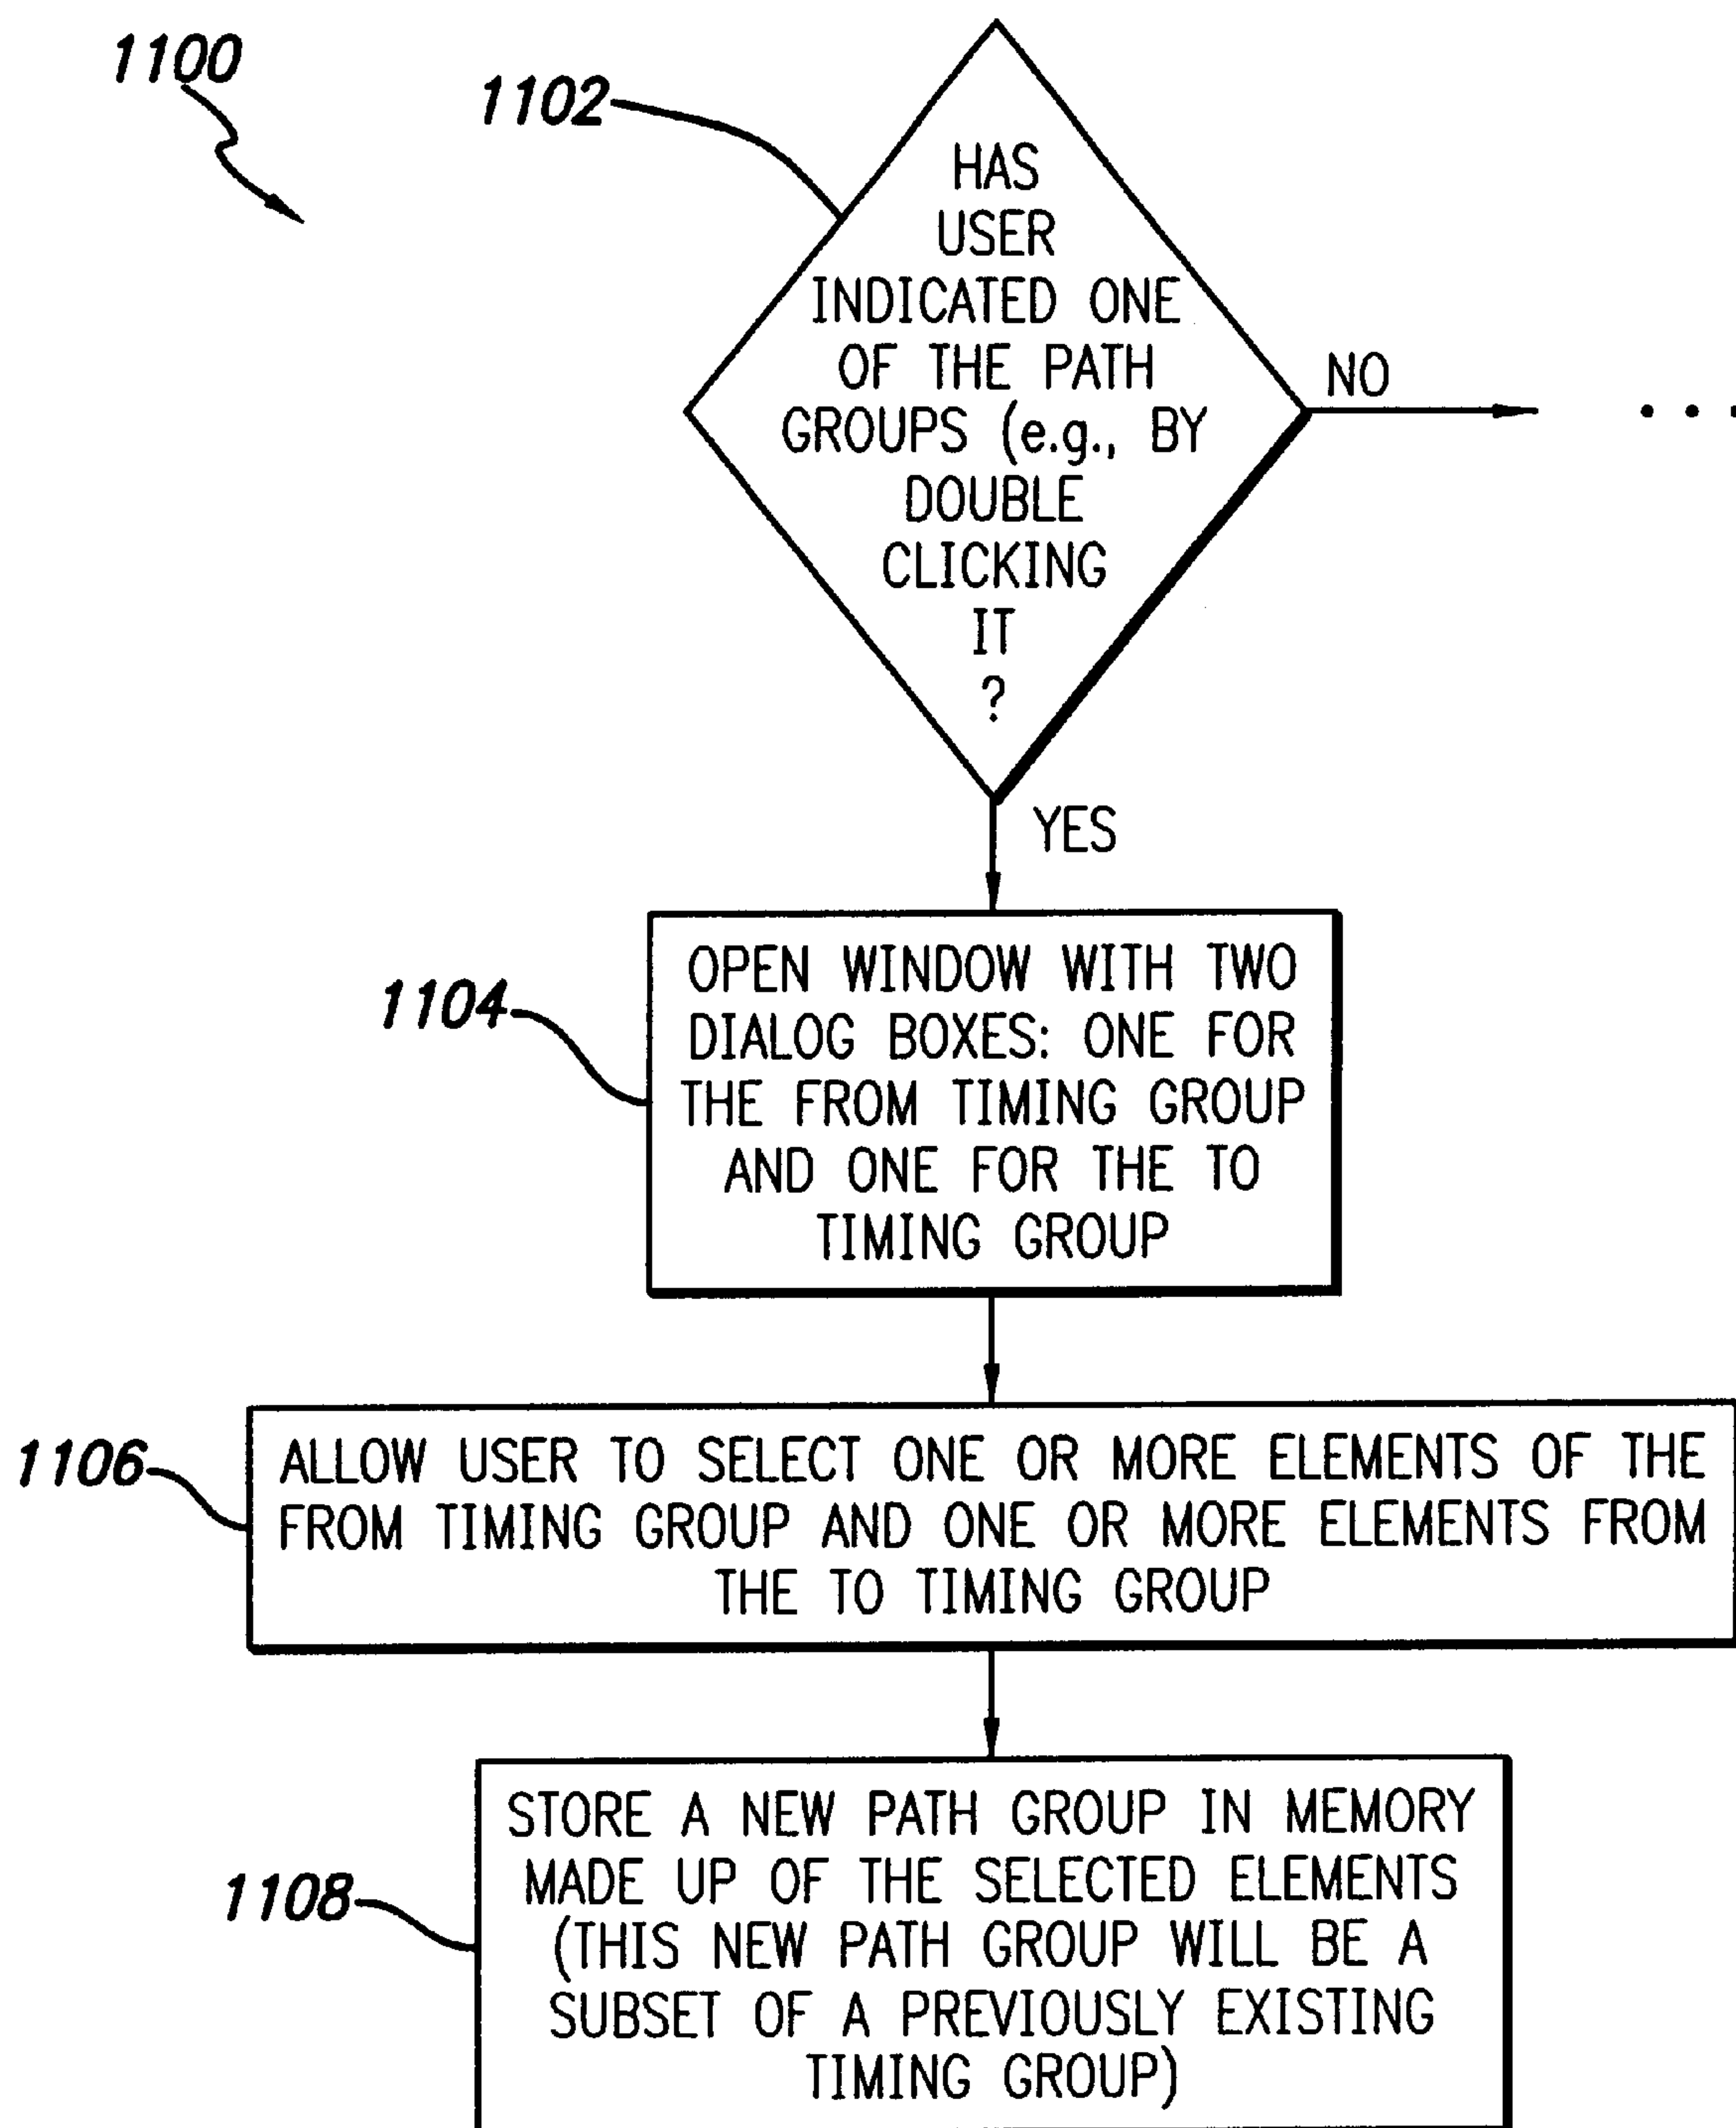 1100
1102
HAS
USER
INDICATED ONE
OF THE PATH
GROUPS (e.g., BY
DOUBLE
CLICKING
IT
?
NO
...
YES
1104
OPEN WINDOW WITH TWO
DIALOG BOXES: ONE FOR
THE FROM TIMING GROUP
AND ONE FOR THE TO
TIMING GROUP
1106
ALLOW USER TO SELECT ONE OR MORE ELEMENTS OF THE
FROM TIMING GROUP AND ONE OR MORE ELEMENTS FROM
THE TO TIMING GROUP
1108
STORE A NEW PATH GROUP IN MEMORY
MADE UP OF THE SELECTED ELEMENTS
(THIS NEW PATH GROUP WILL BE A
SUBSET OF A PREVIOUSLY EXISTING
TIMING GROUP)